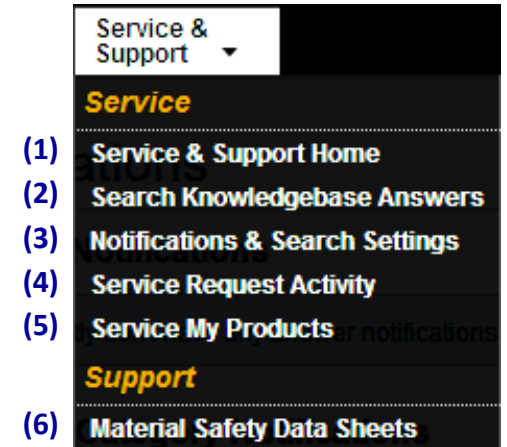 Service &
Support
Service
(1) Service & Support Home
(2) Search Knowledgebase Answers
(3) Notifications & Search Settings
(4) Service Request Activity
(5) Service My Products
Support
(6) Material Safety Data Sheets